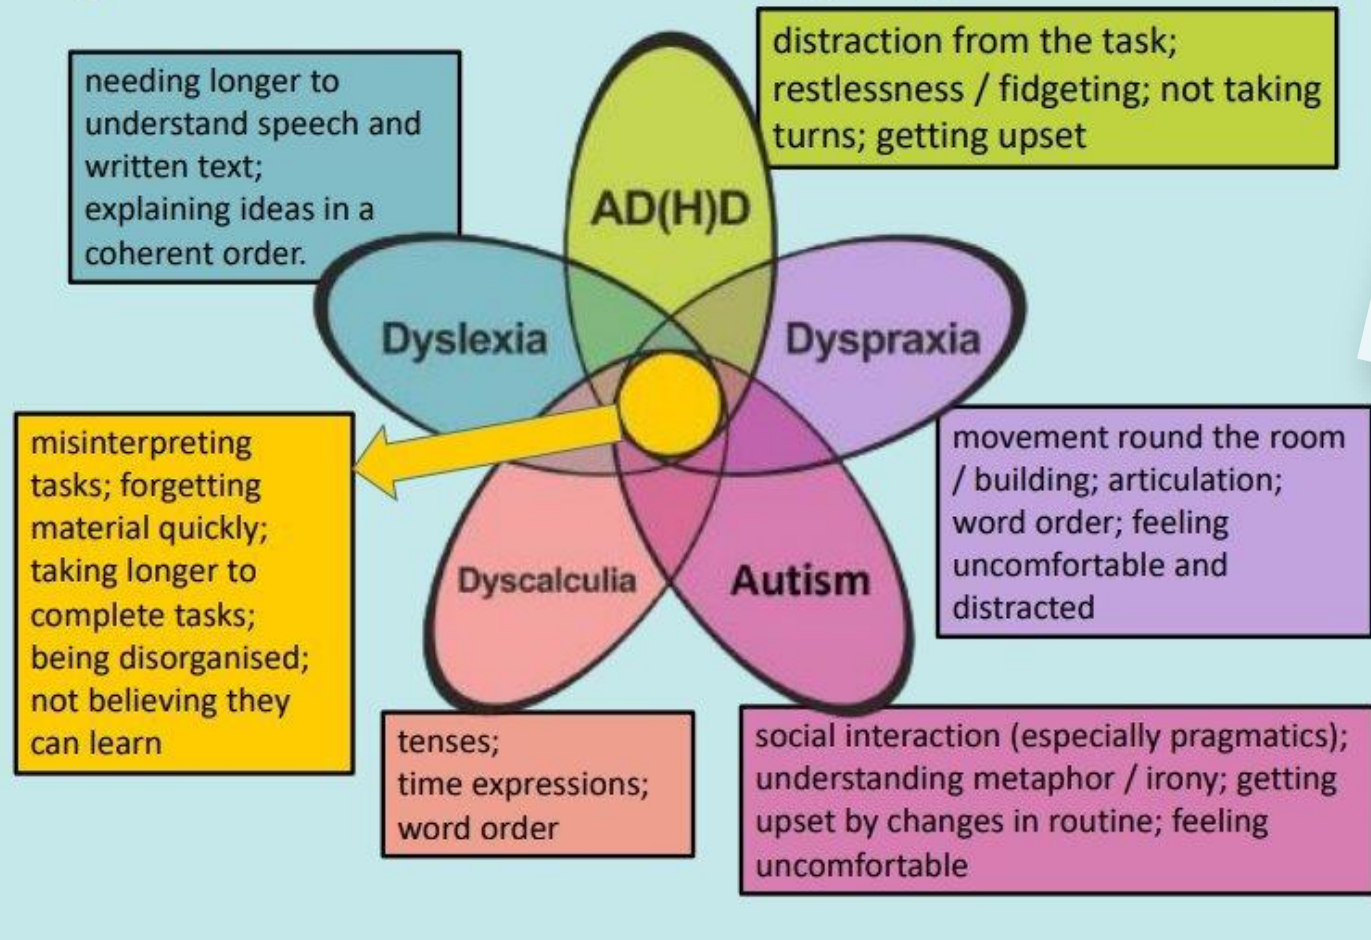 needing longer to
understand speech and
written text;
explaining ideas in a
coherent order.
distraction from the task;
restlessness / fidgeting; not taking
turns; getting upset
AD(H)D
Dyslexia
Dyspraxia
misinterpreting
tasks; forgetting
material quickly;
taking longer to
complete tasks;
being disorganised;
not believing they
can learn
movement round the room
/ building; articulation;
word order; feeling
uncomfortable and
distracted
Dyscalculia
Autism
tenses;
time expressions;
word order
social interaction (especially pragmatics);
understanding metaphor / irony; getting
upset by changes in routine; feeling
uncomfortable